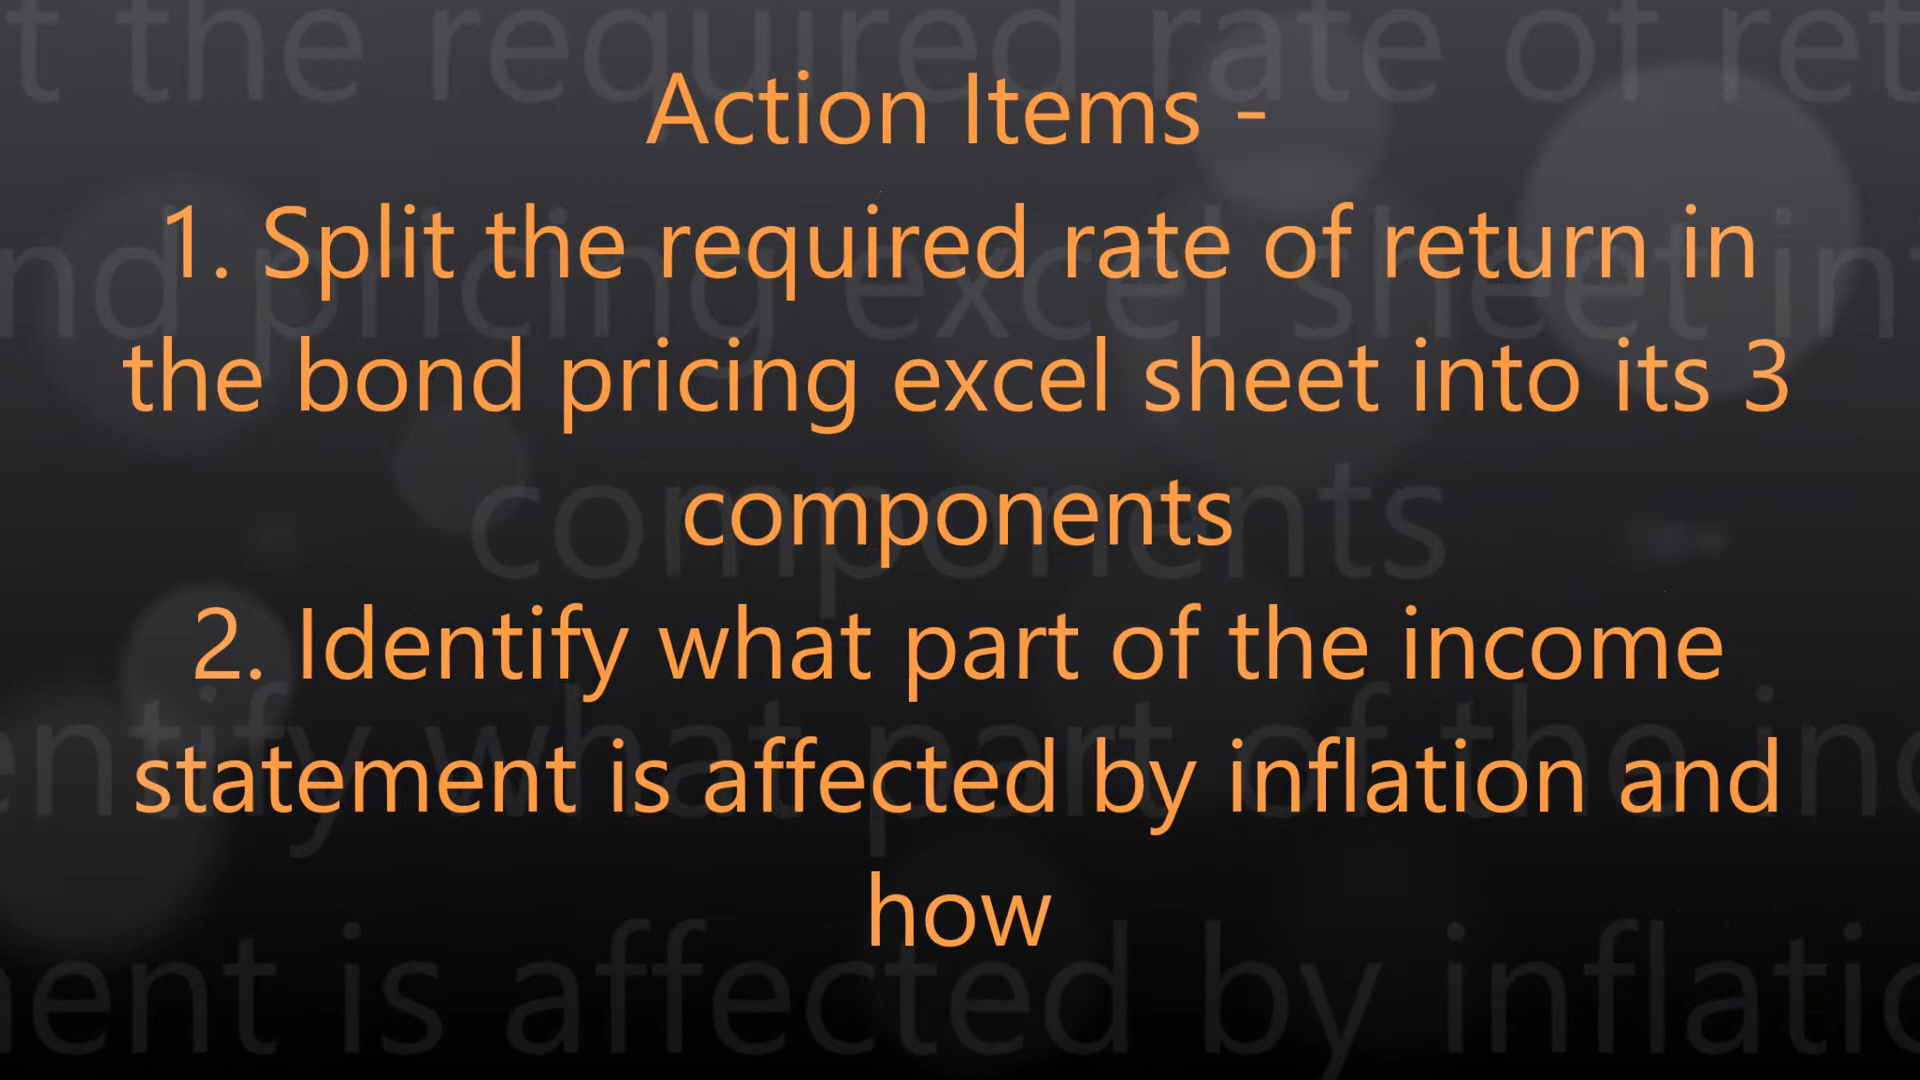 Action Items -
1. Split the required rate of return in
the bond pricing excel sheet into its 3
components
2. Identify what part of the income
statement is affected by inflation and
how